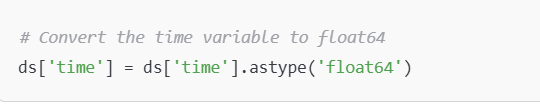 # Convert the time variable to float64
ds['time'] = ds['time'].astype('float64')